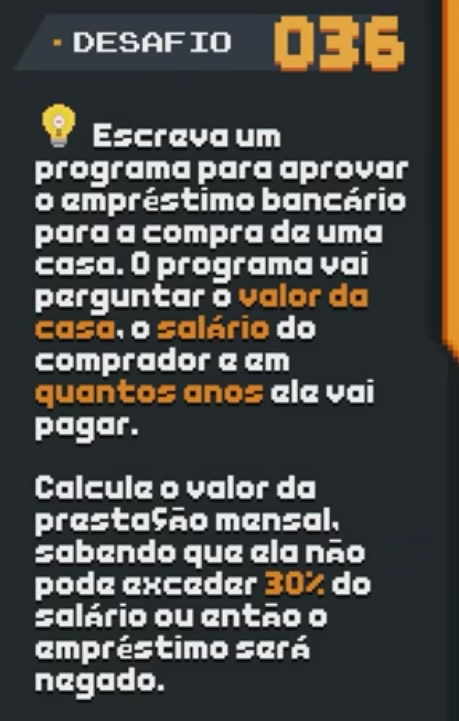 DESAFIO 036
Escreva um
programa para aprovar
o empréstimo bancário
para a compra de uma
casa. O programa vai
perguntar o valor da
casa, o salário do
comprador e em
quantos anos ele vai
pagar.
Calcule o valor da
prestação mensal,
sabendo que ela não
pode exceder 30% do
salário ou então o
empréstimo será
negado.